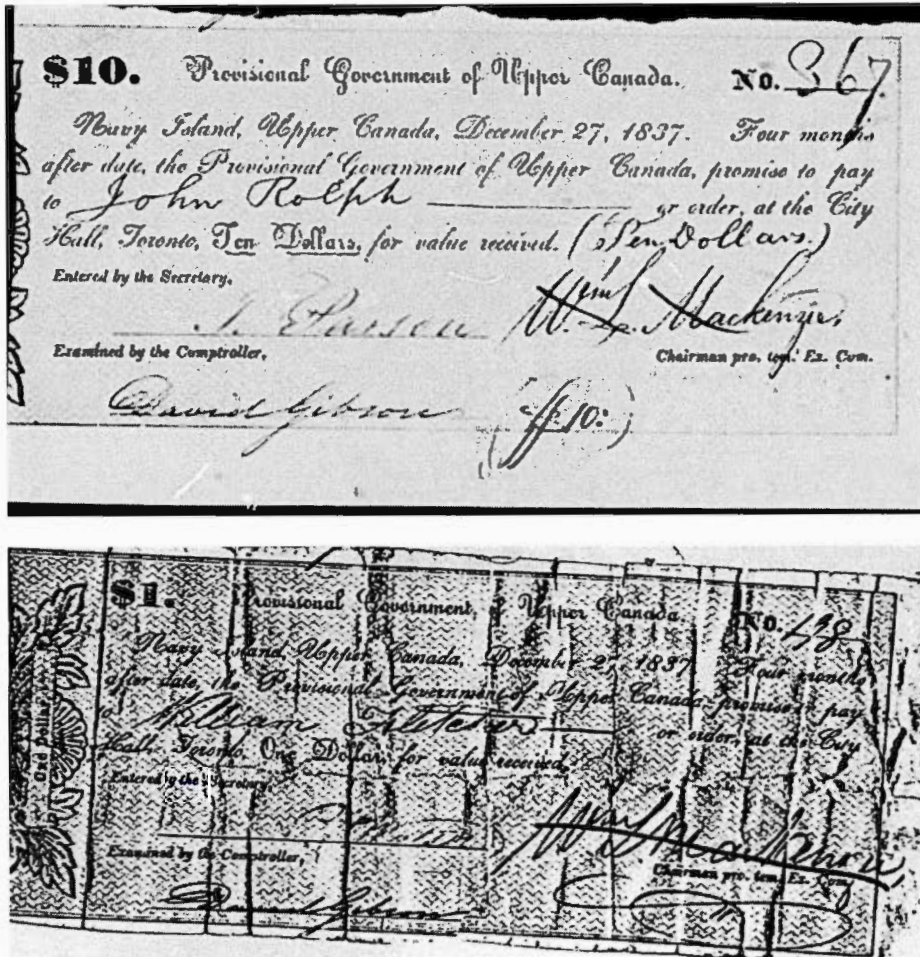 $10. Provisional Government of Upper Canada. No. 867
Navy Island, Upper Canada, December 27, 1837. Four months
after date, the Provisional Government of Upper Canada, promise to pay
to John Rolph or order, at the City
Hall, Toronto, Ten Dollars, for value received. (Ten Dollars.)
Entered by the Secretary,
Wm. L. Mackenzie,
Examined by the Comptroller, Chairman pro. tem. Ex. Com.
David Gibson $10:
$1. Provisional Government of Upper Canada. No.
Navy Island Upper Canada, December 27, 1837 Four months
after date, the Provisional Government of Upper Canada promise to pay
to William or order, at the City
Hall Toronto, One Dollar, for value received.
One Dollar
Entered by the Secretary,
Examined by the Comptroller, Chairman pro. tem. Ex. Com.
David Gibson